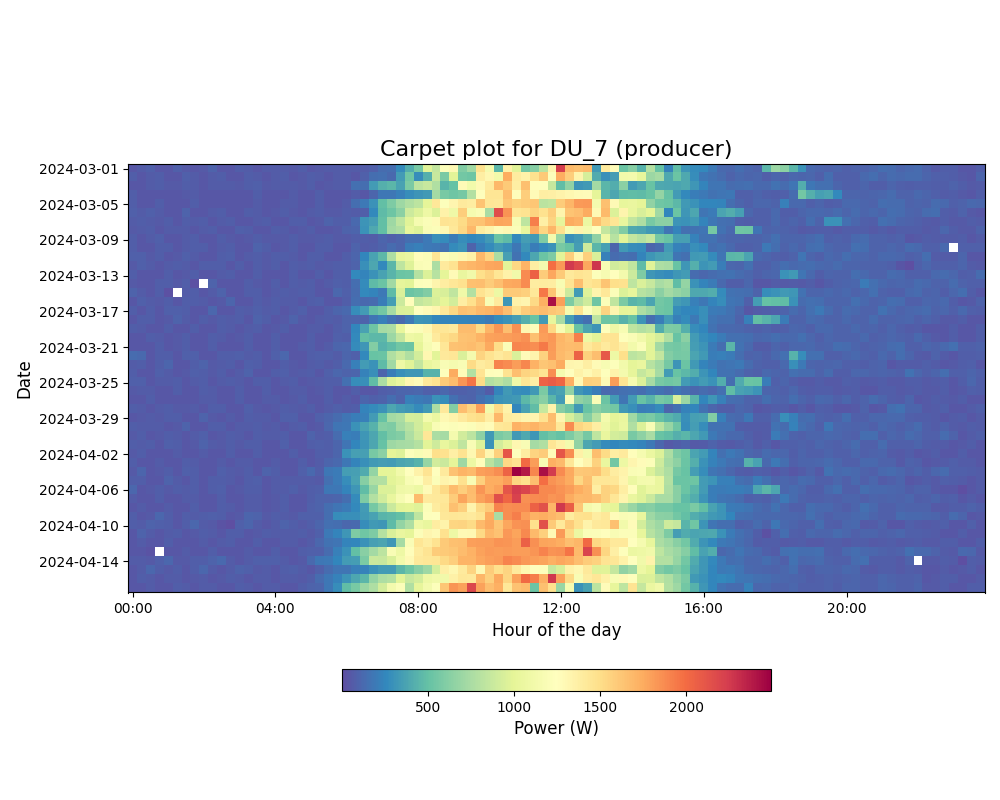 Carpet plot for DU_7 (producer)
2024-03-01
2024-03-05
2024-03-09
2024-03-13
2024-03-17
2024-03-21
2024-03-25
2024-03-29
2024-04-02
2024-04-06
2024-04-10
2024-04-14
Date
00:00 04:00 08:00 12:00 16:00 20:00
Hour of the day
500 1000 1500 2000
Power (W)